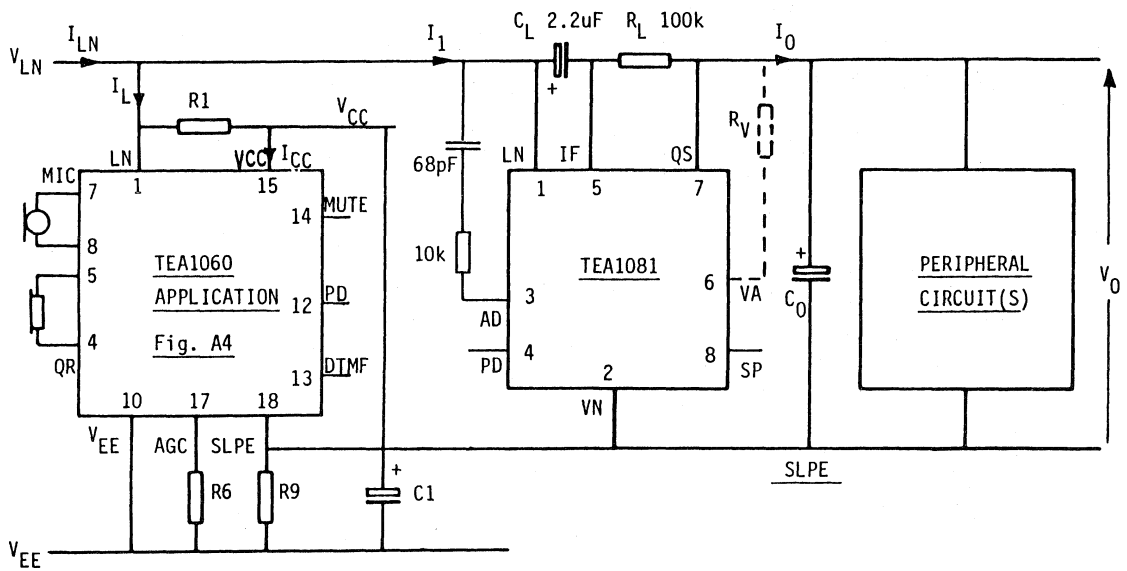 C_L 2.2uF R_L 100k
V_LN I_LN I_1 I_0
+
I_L R1 V_CC R_V
LN VCC I_CC 68pF LN IF QS
MIC 7 1 15 1 5 7
14 MUTE
8 10k +
TEA1060 TEA1081 6 PERIPHERAL V_0
5 APPLICATION PD VA C_0 CIRCUIT(S)
12 3
4 Fig. A4 AD
QR DTMF PD 4 8 SP
13 2
10 17 18 VN
V_EE AGC SLPE
+ SLPE
R6 R9 C1
V_EE